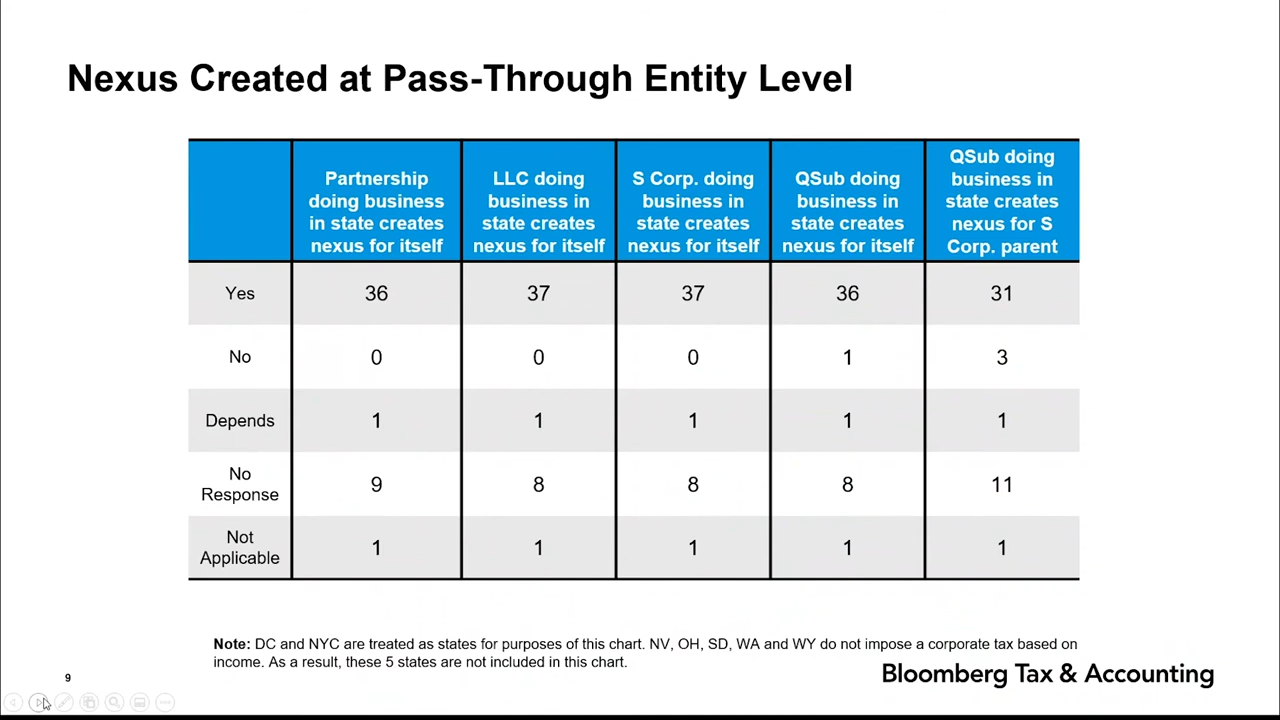 Nexus Created at Pass-Through Entity Level
Partnership doing business in state creates nexus for itself
LLC doing business in state creates nexus for itself
S Corp. doing business in state creates nexus for itself
QSub doing business in state creates nexus for itself
QSub doing business in state creates nexus for S Corp. parent
Yes 36 37 37 36 31
No 0 0 0 1 3
Depends 1 1 1 1 1
No Response 9 8 8 8 11
Not Applicable 1 1 1 1 1
Note: DC and NYC are treated as states for purposes of this chart. NV, OH, SD, WA and WY do not impose a corporate tax based on
income. As a result, these 5 states are not included in this chart.
9
Bloomberg Tax & Accounting